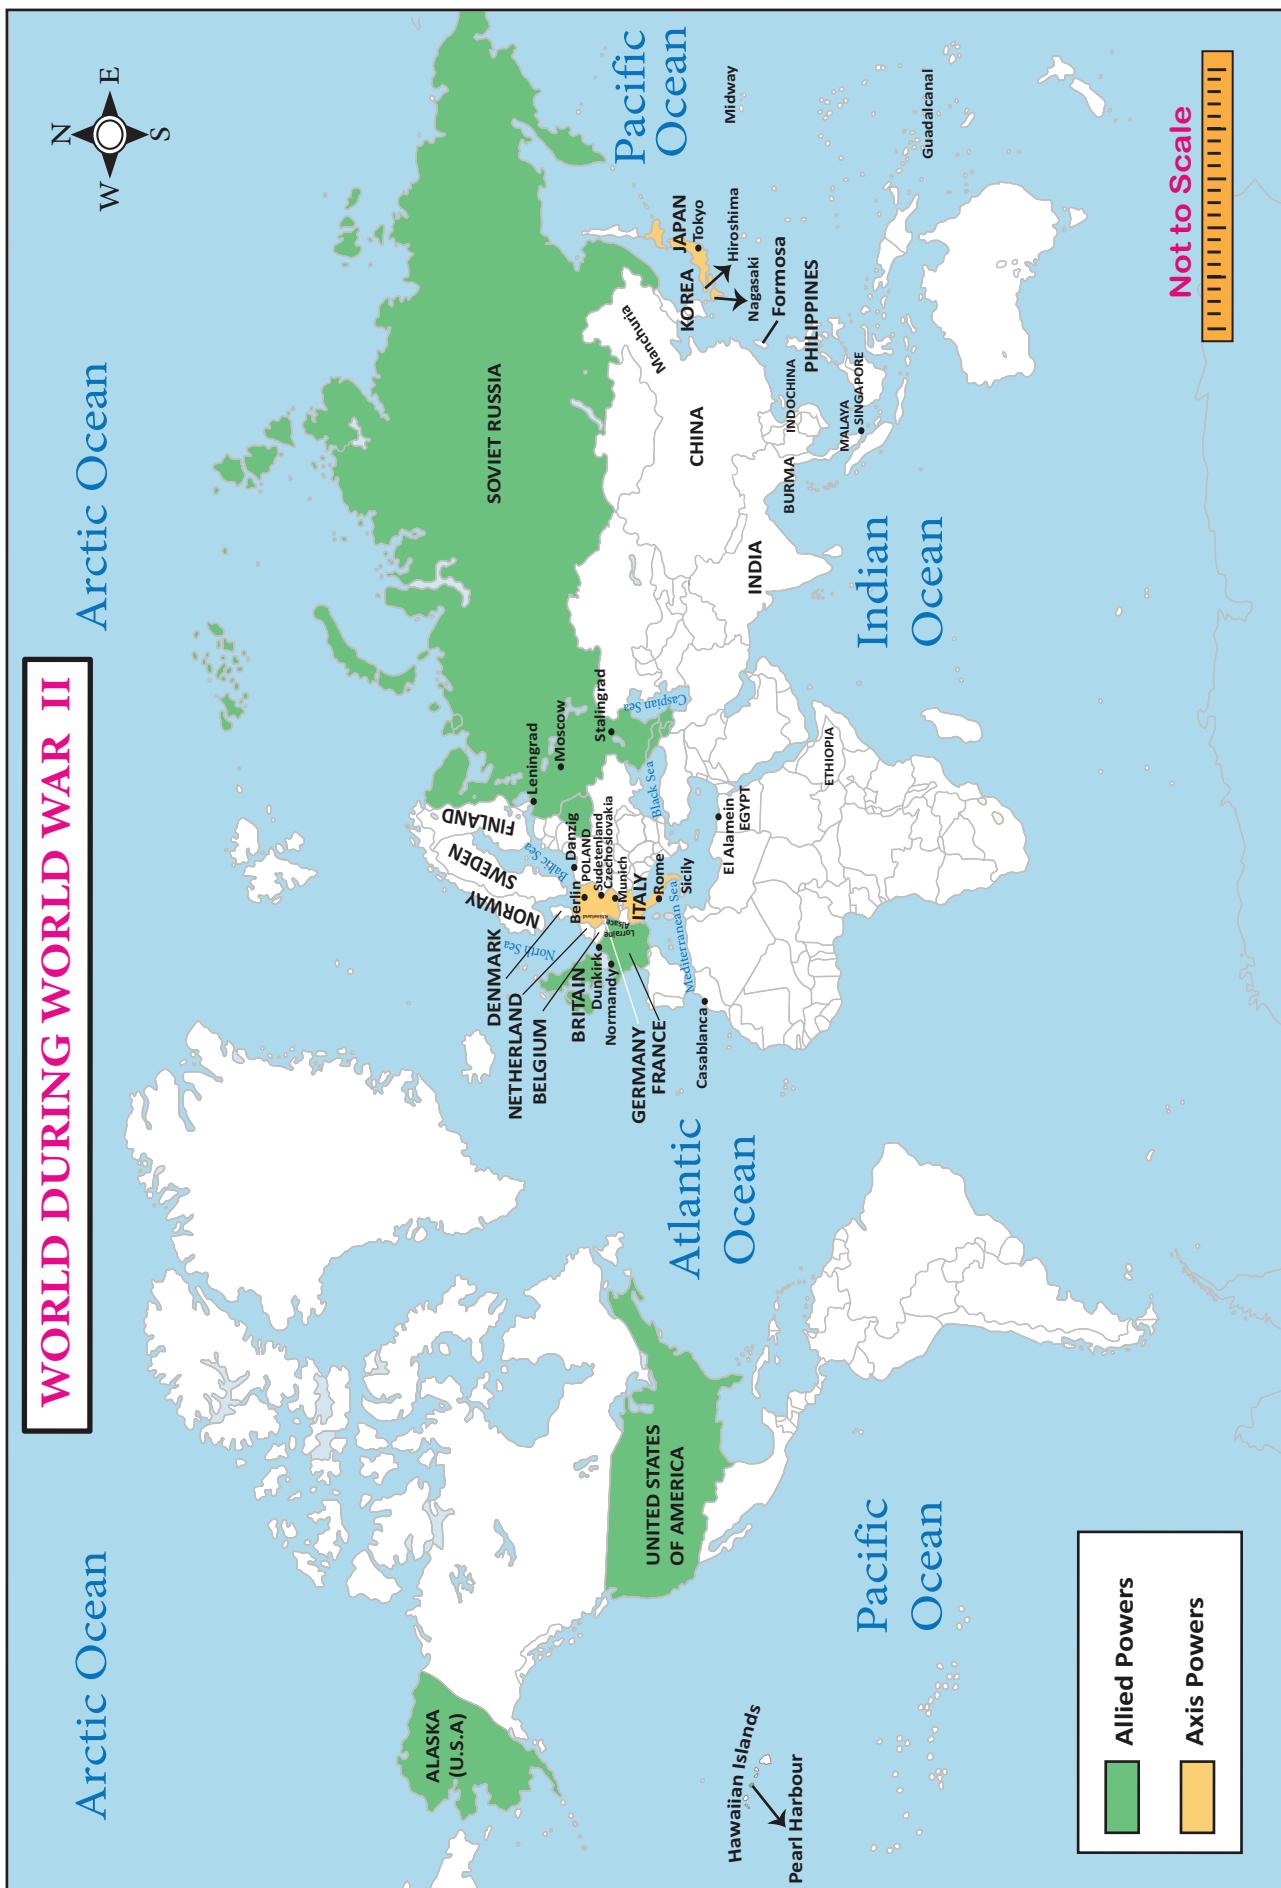 WORLD DURING WORLD WAR II
N
W
E
S
Arctic Ocean
Arctic Ocean
ALASKA
(U.S.A)
UNITED STATES
OF AMERICA
Hawaiian Islands
Pearl Harbour
Pacific
Ocean
Atlantic
Ocean
NORWAY
SWEDEN
FINLAND
DENMARK
NETHERLAND
BELGIUM
BRITAIN
Dunkirk
Normandy
GERMANY
FRANCE
North Sea
Baltic Sea
Berlin
Danzig
POLAND
Sudetenland
Czechoslovakia
Munich
Rhineland
Alsace
Lorraine
ITALY
Rome
Sicily
Mediterranean Sea
Black Sea
Caspian Sea
Casablanca
El Alamein
EGYPT
ETHIOPIA
Leningrad
Moscow
Stalingrad
SOVIET RUSSIA
Manchuria
CHINA
INDIA
BURMA
INDOCHINA
MALAYA
SINGAPORE
PHILIPPINES
Formosa
KOREA
JAPAN
Tokyo
Hiroshima
Nagasaki
Pacific
Ocean
Midway
Guadalcanal
Indian
Ocean
Allied Powers
Axis Powers
Not to Scale